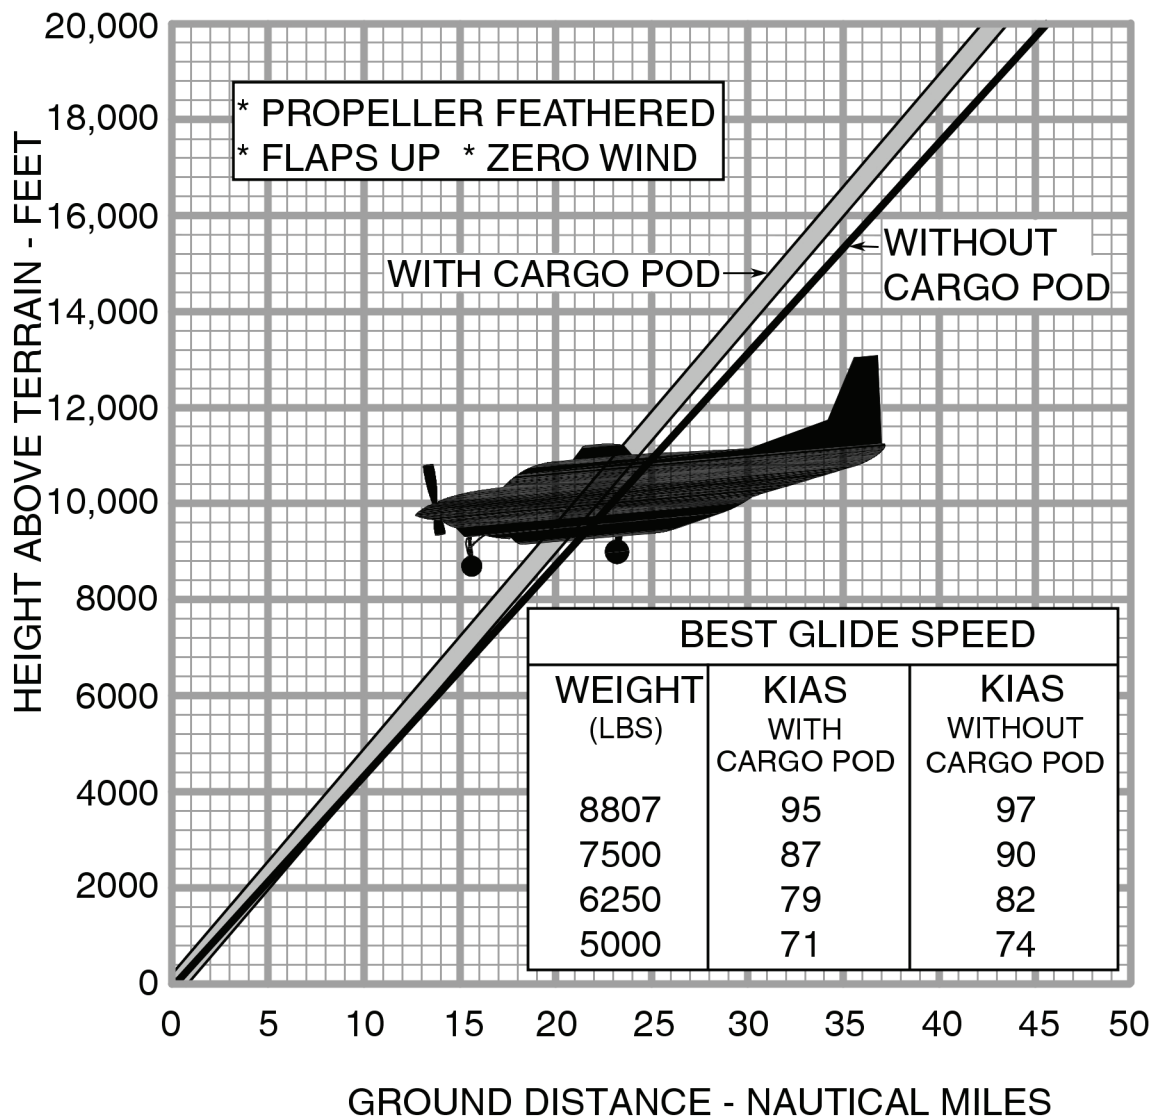 20,000
18,000
16,000
14,000
12,000
10,000
8000
6000
4000
2000
0
HEIGHT ABOVE TERRAIN - FEET
* PROPELLER FEATHERED
* FLAPS UP * ZERO WIND
WITH CARGO POD
WITHOUT
CARGO POD
BEST GLIDE SPEED
WEIGHT KIAS KIAS
(LBS) WITH WITHOUT
CARGO POD CARGO POD
8807 95 97
7500 87 90
6250 79 82
5000 71 74
0 5 10 15 20 25 30 35 40 45 50
GROUND DISTANCE - NAUTICAL MILES